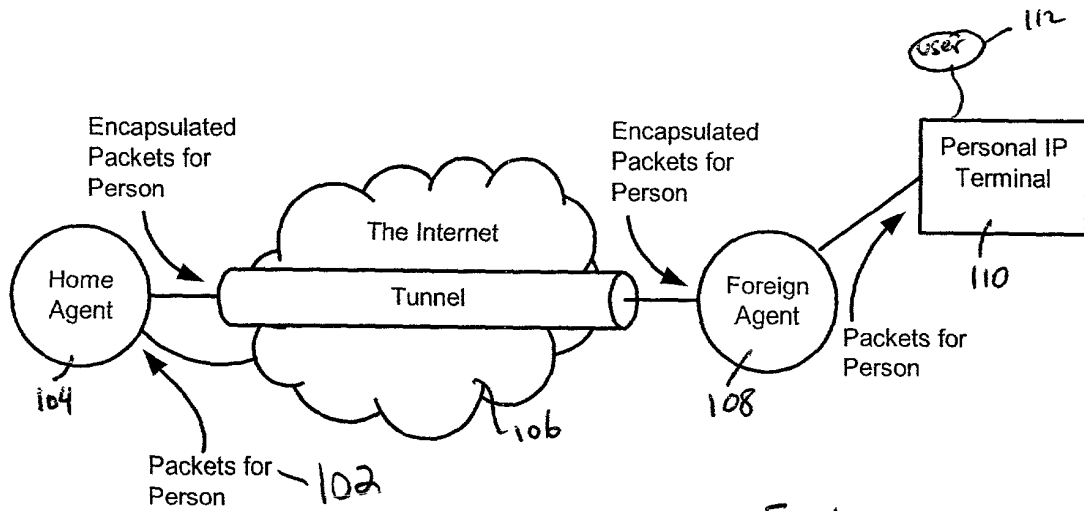 112
user
Encapsulated
Packets for
Person
Encapsulated
Packets for
Person
Personal IP
Terminal
110
The Internet
Tunnel
Home
Agent
104
Foreign
Agent
108
Packets for
Person
106
Packets for
Person
102